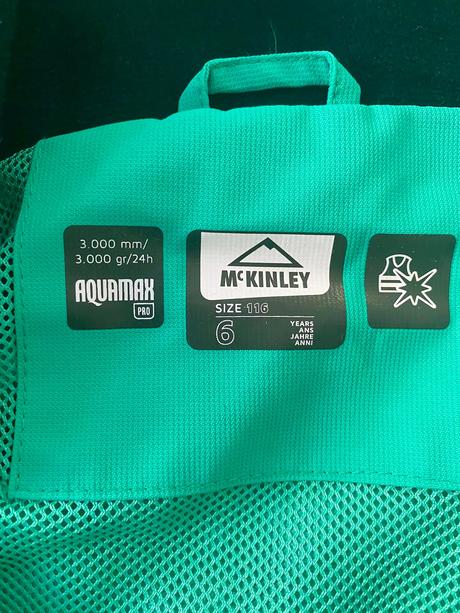 3.000 mm/
3.000 gr/24h
AQUAMAX
PRO
McKINLEY
SIZE 116
6
YEARS
ANS
JAHRE
ANNI